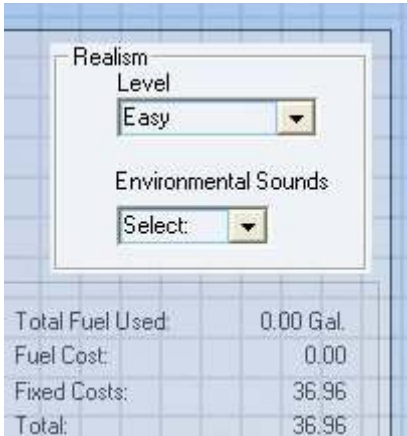 Realism
Level
Easy
Environmental Sounds
Select:
Total Fuel Used: 0.00 Gal.
Fuel Cost: 0.00
Fixed Costs: 36.96
Total: 36.96